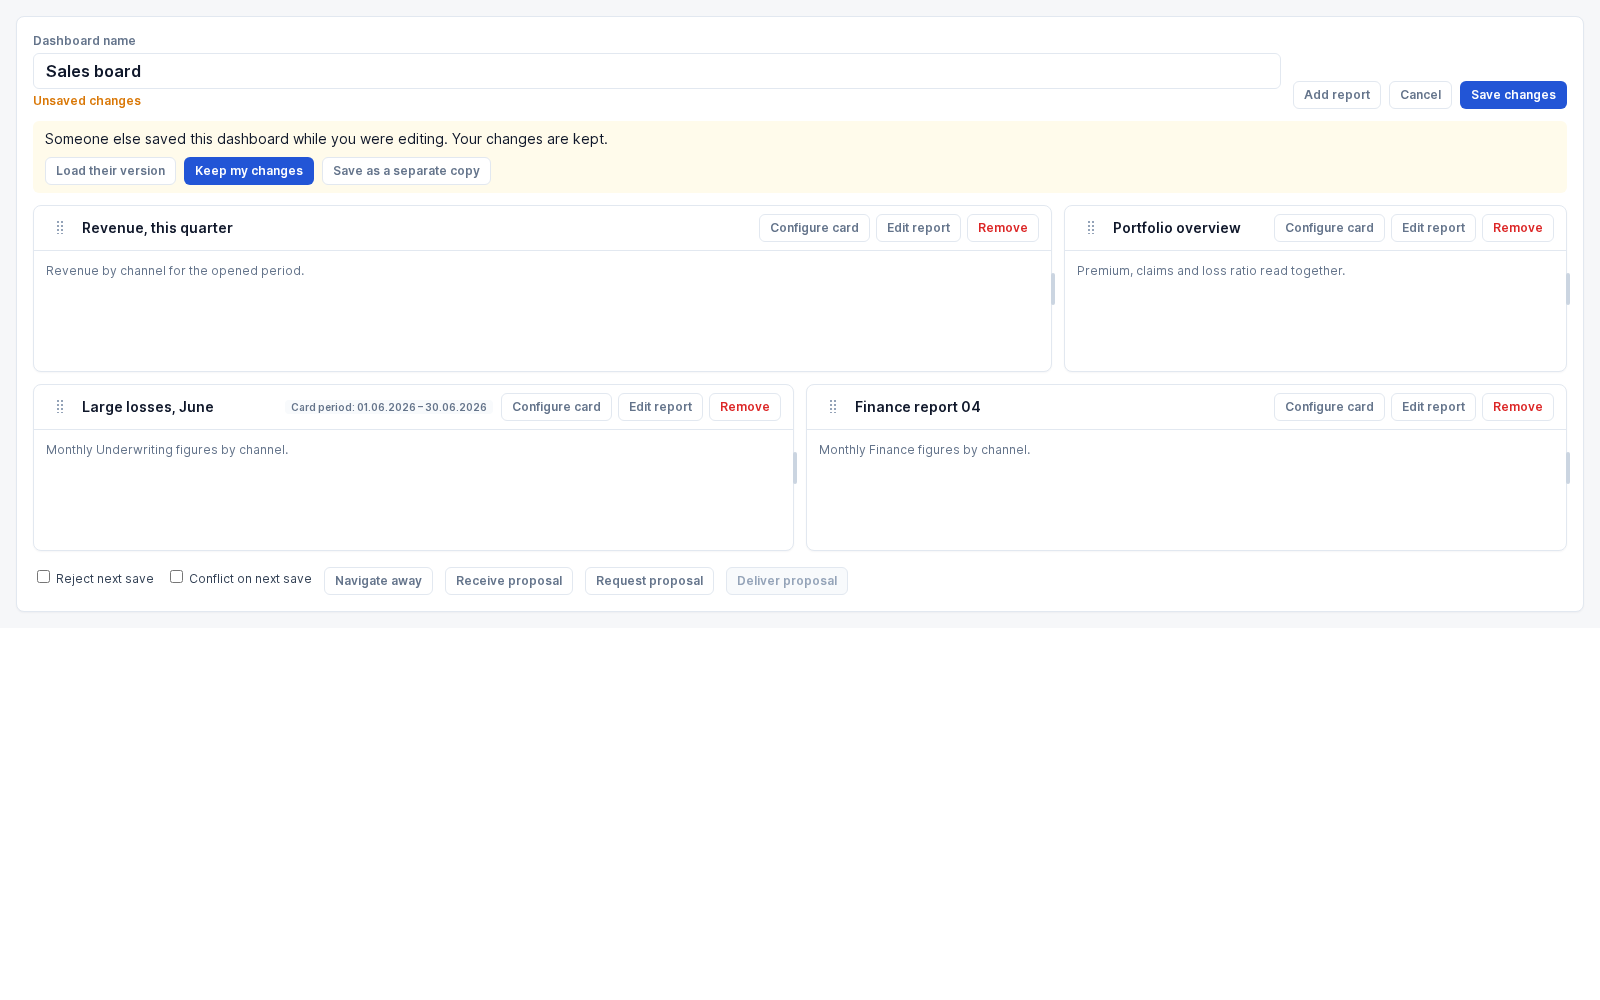 Dashboard name
Sales board
Unsaved changes
Add report Cancel Save changes
Someone else saved this dashboard while you were editing. Your changes are kept.
Load their version Keep my changes Save as a separate copy
Revenue, this quarter Configure card Edit report Remove
Revenue by channel for the opened period.
Portfolio overview Configure card Edit report Remove
Premium, claims and loss ratio read together.
Large losses, June Card period: 01.06.2026 – 30.06.2026 Configure card Edit report Remove
Monthly Underwriting figures by channel.
Finance report 04 Configure card Edit report Remove
Monthly Finance figures by channel.
Reject next save Conflict on next save Navigate away Receive proposal Request proposal Deliver proposal